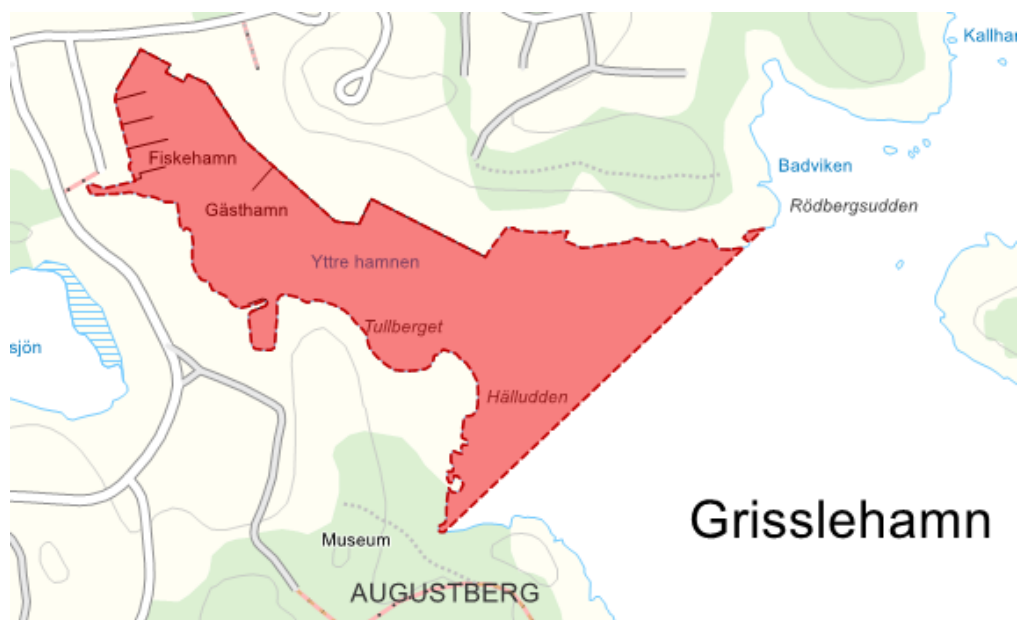 Kallhar
Badviken
Rödbergsudden
Fiskehamn
Gästhamn
Yttre hamnen
Tullberget
sjön
Hälludden
Grisslehamn
Museum
AUGUSTBERG